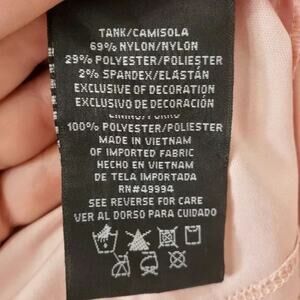 TANK/CAMISOLA
69% NYLON/NYLON
29% POLYESTER/POLIESTER
2% SPANDEX/ELASTÁN
EXCLUSIVE OF DECORATION
EXCLUSIVO DE DECORACIÓN
LINING/FORRO
100% POLYESTER/POLIESTER
MADE IN VIETNAM
OF IMPORTED FABRIC
HECHO EN VIETNAM
DE TELA IMPORTADA
RN#49994
SEE REVERSE FOR CARE
VER AL DORSO PARA CUIDADO